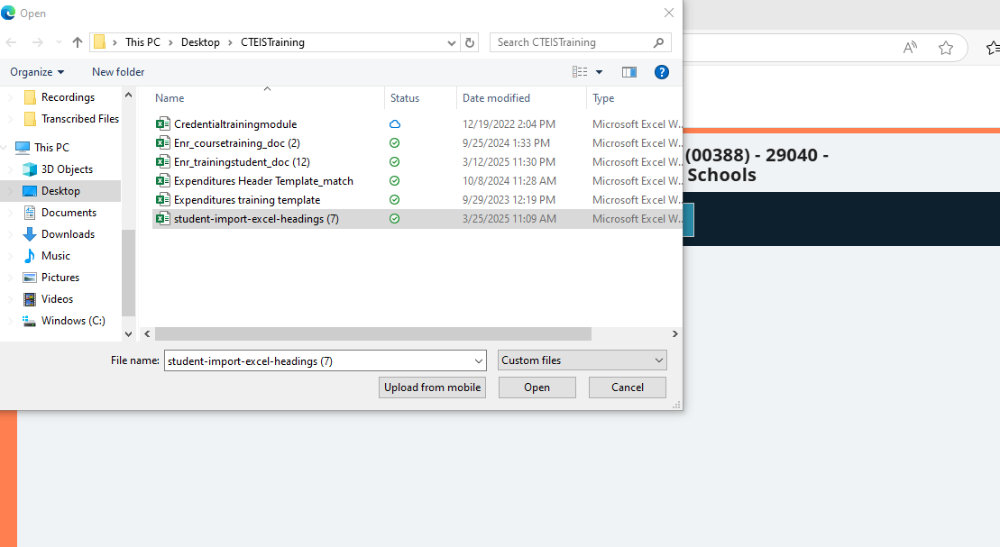 Open
This PC > Desktop > CTEISTraining
Search CTEISTraining
Organize
New folder
Recordings
Transcribed Files
This PC
3D Objects
Desktop
Documents
Downloads
Music
Pictures
Videos
Windows (C:)
Name Status Date modified Type
Credentialtrainingmodule 12/19/2022 2:04 PM Microsoft Excel W...
Enr_coursetraining_doc (2) 9/25/2024 1:33 PM Microsoft Excel W...
Enr_trainingstudent_doc (12) 3/12/2025 11:30 PM Microsoft Excel W...
Expenditures Header Template_match 10/8/2024 11:28 AM Microsoft Excel W...
Expenditures training template 9/29/2023 12:19 PM Microsoft Excel W...
student-import-excel-headings (7) 3/25/2025 11:09 AM Microsoft Excel W...
File name: student-import-excel-headings (7) Custom files
Upload from mobile Open Cancel
(00388) - 29040 -
Schools